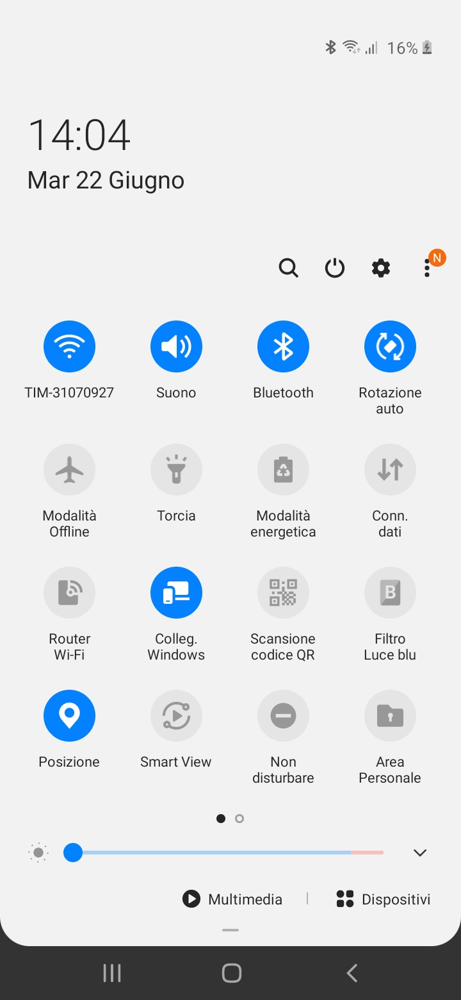 16%
14:04
Mar 22 Giugno
N
TIM-31070927
Suono
Bluetooth
Rotazione
auto
Modalità
Offline
Torcia
Modalità
energetica
Conn.
dati
Router
Wi-Fi
Colleg.
Windows
Scansione
codice QR
B
Filtro
Luce blu
Posizione
Smart View
Non
disturbare
Area
Personale
Multimedia
Dispositivi